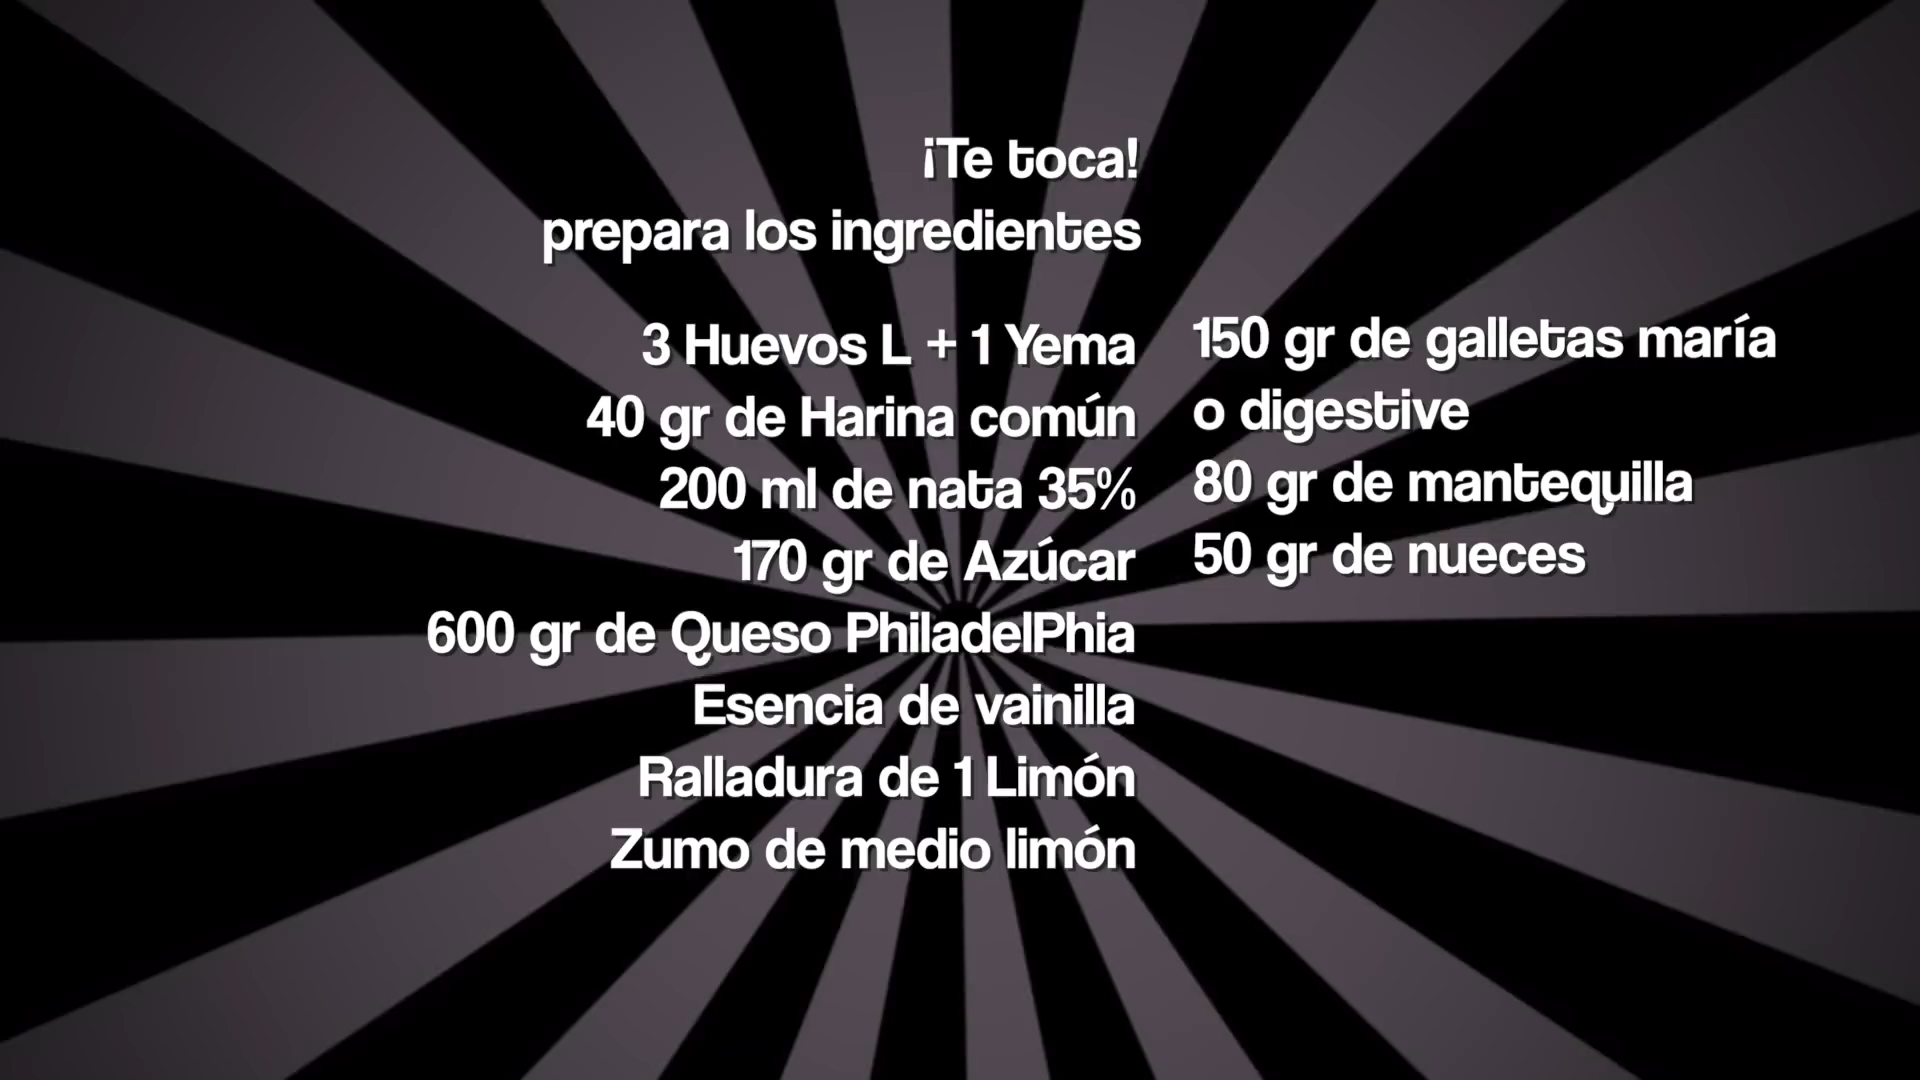 ¡Te toca!
prepara los ingredientes
3 Huevos L + 1 Yema
40 gr de Harina común
200 ml de nata 35%
170 gr de Azúcar
600 gr de Queso PhiladelPhia
Esencia de vainilla
Ralladura de 1 Limón
Zumo de medio limón
150 gr de galletas maría
o digestive
80 gr de mantequilla
50 gr de nueces